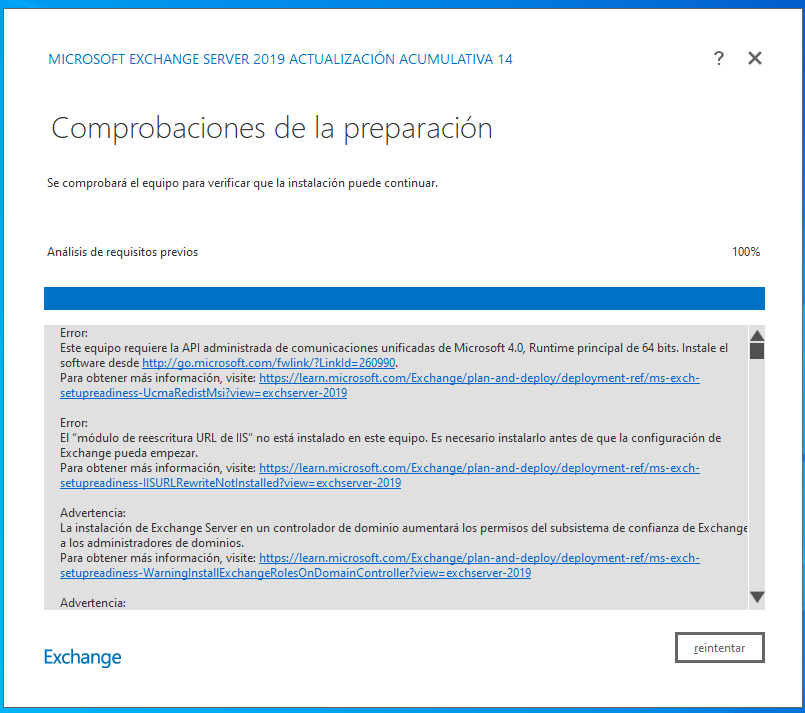 MICROSOFT EXCHANGE SERVER 2019 ACTUALIZACIÓN ACUMULATIVA 14
?
Comprobaciones de la preparación
Se comprobará el equipo para verificar que la instalación puede continuar.
Análisis de requisitos previos 100%
Error:
Este equipo requiere la API administrada de comunicaciones unificadas de Microsoft 4.0, Runtime principal de 64 bits. Instale el
software desde http://go.microsoft.com/fwlink/?LinkId=260990.
Para obtener más información, visite: https://learn.microsoft.com/Exchange/plan-and-deploy/deployment-ref/ms-exch-
setupreadiness-UcmaRedistMsi?view=exchserver-2019
Error:
El “módulo de reescritura URL de IIS” no está instalado en este equipo. Es necesario instalarlo antes de que la configuración de
Exchange pueda empezar.
Para obtener más información, visite: https://learn.microsoft.com/Exchange/plan-and-deploy/deployment-ref/ms-exch-
setupreadiness-IISURLRewriteNotInstalled?view=exchserver-2019
Advertencia:
La instalación de Exchange Server en un controlador de dominio aumentará los permisos del subsistema de confianza de Exchange
a los administradores de dominios.
Para obtener más información, visite: https://learn.microsoft.com/Exchange/plan-and-deploy/deployment-ref/ms-exch-
setupreadiness-WarningInstallExchangeRolesOnDomainController?view=exchserver-2019
Advertencia:
Exchange
reintentar